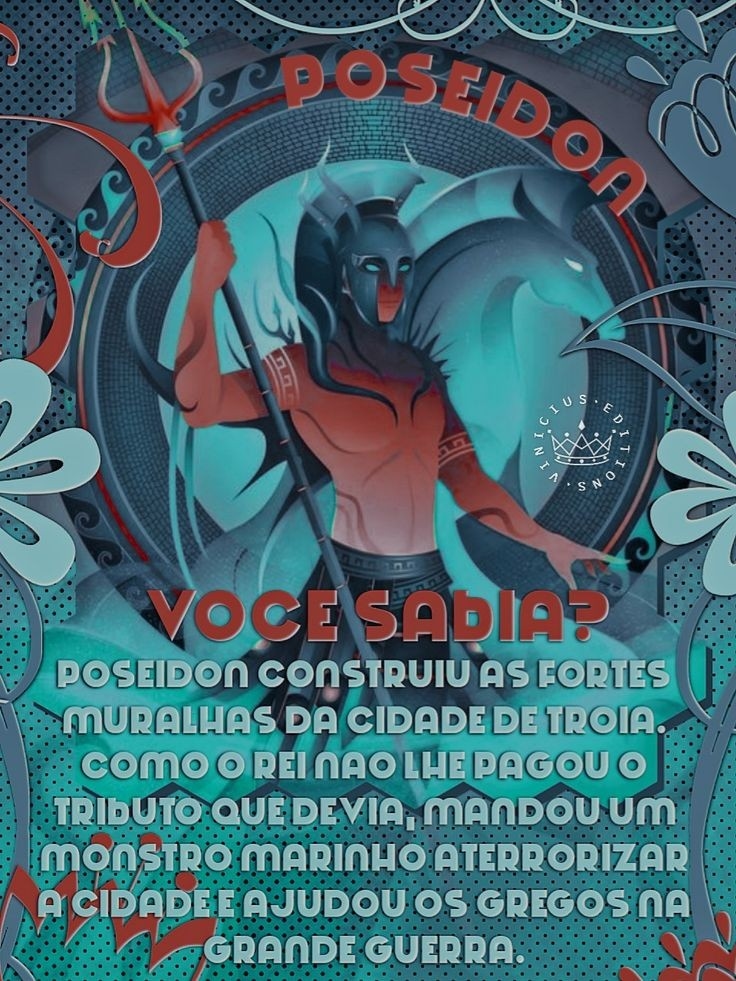 POSEIDON
VINICIUS·EDITIONS·
VOCE SABIA?
POSEIDON CONSTRUIU AS FORTES
MURALHAS DA CIDADE DE TROIA.
COMO O REI NAO LHE PAGOU O
TRIBUTO QUE DEVIA, MANDOU UM
MONSTRO MARINHO ATERRORIZAR
A CIDADE E AJUDOU OS GREGOS NA
GRANDE GUERRA.